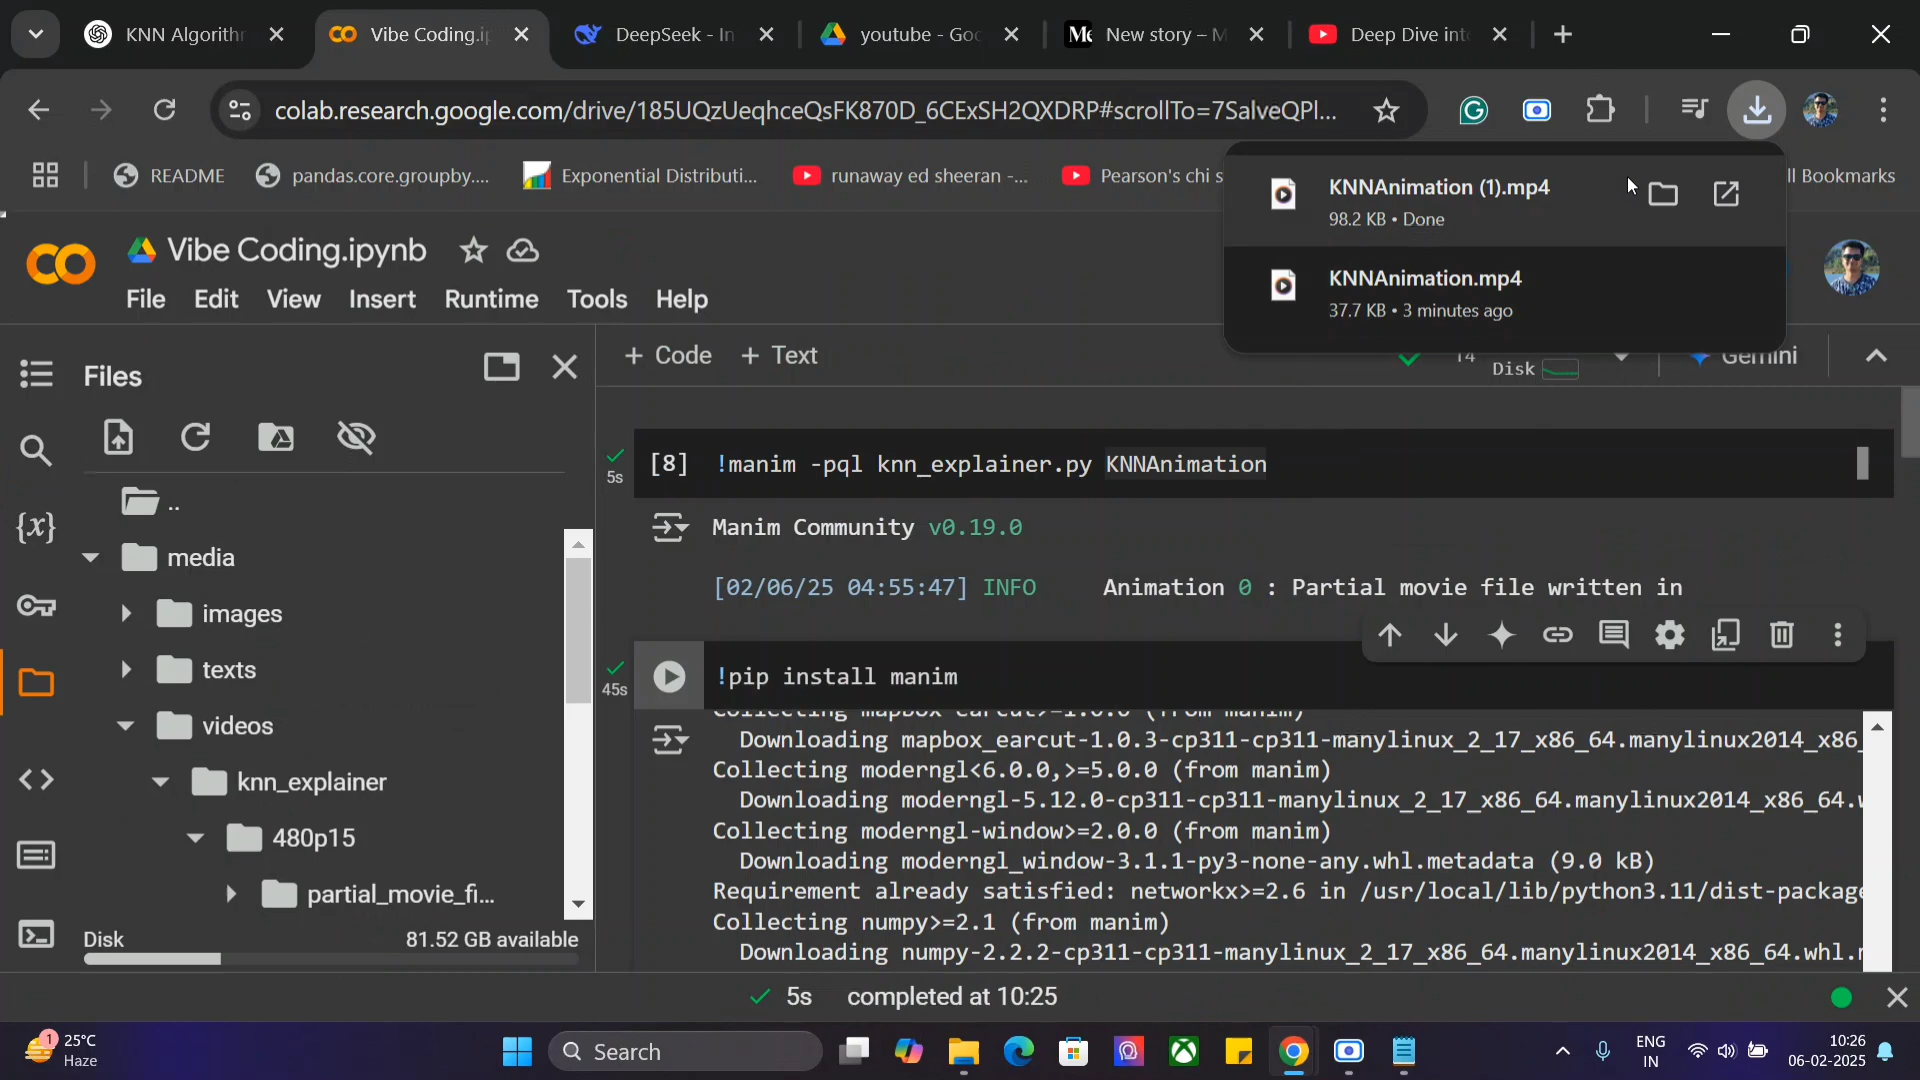 KNN Algorithr
Vibe Coding.i
DeepSeek - In
youtube - Goo
New story – M
Deep Dive into
colab.research.google.com/drive/185UQzUeqhceQsFK870D_6CExSH2QXDRP#scrollTo=7SalveQPl...
README
pandas.core.groupby....
Exponential Distributi...
runaway ed sheeran -...
Pearson's chi s
ll Bookmarks
KNNAnimation (1).mp4
98.2 KB • Done
KNNAnimation.mp4
37.7 KB • 3 minutes ago
Vibe Coding.ipynb
File Edit View Insert Runtime Tools Help
Files
+ Code + Text
T4
Disk
Gemini
..
media
images
texts
videos
knn_explainer
480p15
partial_movie_fi...
Disk 81.52 GB available
[8] !manim -pql knn_explainer.py KNNAnimation
5s
Manim Community v0.19.0
[02/06/25 04:55:47] INFO Animation 0 : Partial movie file written in
!pip install manim
45s
Downloading mapbox_earcut-1.0.3-cp311-cp311-manylinux_2_17_x86_64.manylinux2014_x86_
Collecting moderngl<6.0.0,>=5.0.0 (from manim)
Downloading moderngl-5.12.0-cp311-cp311-manylinux_2_17_x86_64.manylinux2014_x86_64.w
Collecting moderngl-window>=2.0.0 (from manim)
Downloading moderngl_window-3.1.1-py3-none-any.whl.metadata (9.0 kB)
Requirement already satisfied: networkx>=2.6 in /usr/local/lib/python3.11/dist-package
Collecting numpy>=2.1 (from manim)
Downloading numpy-2.2.2-cp311-cp311-manylinux_2_17_x86_64.manylinux2014_x86_64.whl.m
5s completed at 10:25
1
25°C
Haze
Search
ENG
IN
10:26
06-02-2025